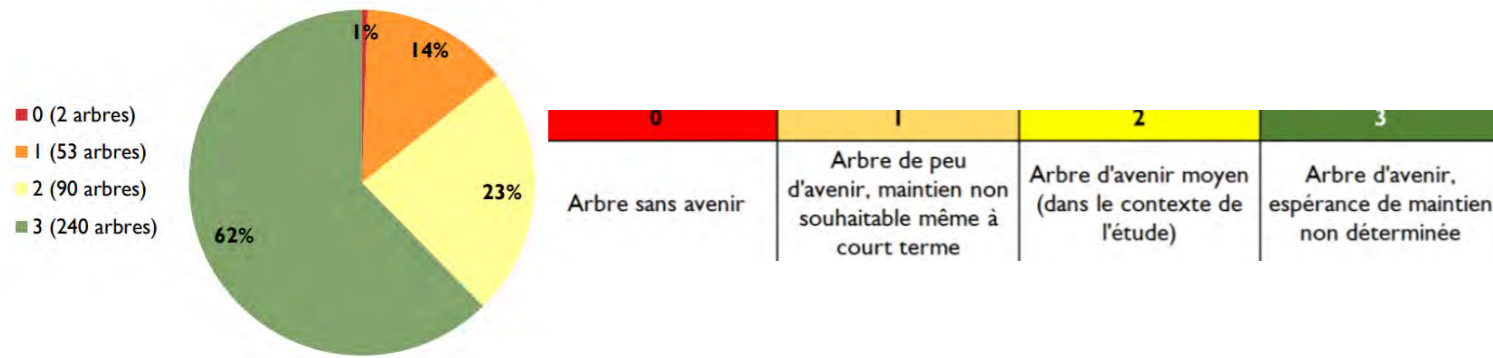 1%
14%
23%
62%
0 (2 arbres)
1 (53 arbres)
2 (90 arbres)
3 (240 arbres)
0
1
2
3
Arbre sans avenir
Arbre de peu
d'avenir, maintien non
souhaitable même à
court terme
Arbre d'avenir moyen
(dans le contexte de
l'étude)
Arbre d'avenir,
espérance de maintien
non déterminée